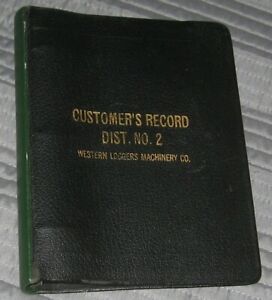 CUSTOMER'S RECORD
DIST. NO. 2
WESTERN LOGGERS MACHINERY CO.